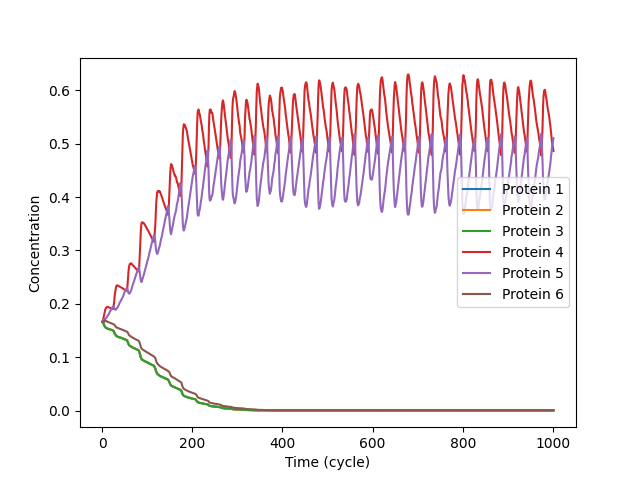 0.6
0.5
0.4
0.3
0.2
0.1
0.0
Concentration
Protein 1
Protein 2
Protein 3
Protein 4
Protein 5
Protein 6
0 200 400 600 800 1000
Time (cycle)